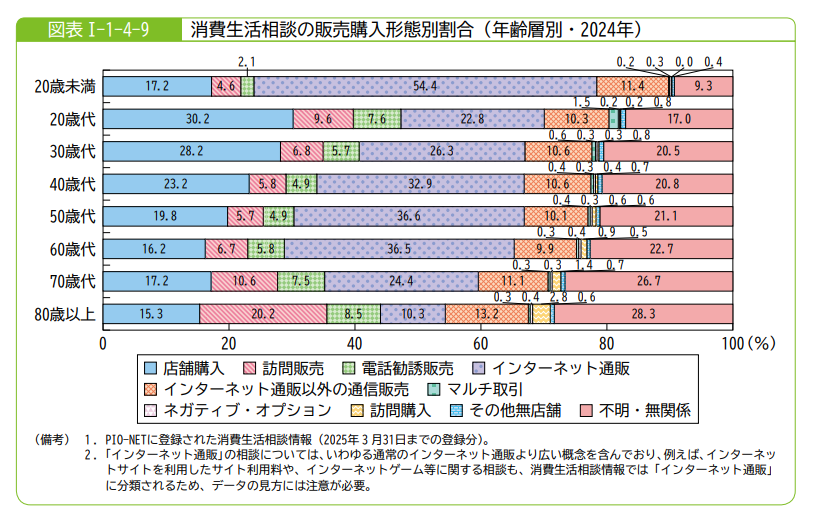 図表Ⅰ-1-4-9 消費生活相談の販売購入形態別割合（年齢層別・2024年）
2.1 0.2 0.3 0.0 0.4
20歳未満 17.2 4.6 54.4 11.4 9.3
1.5 0.2 0.2 0.8
20歳代 30.2 9.6 7.6 22.8 10.3 17.0
0.6 0.3 0.3 0.8
30歳代 28.2 6.8 5.7 26.3 10.6 20.5
0.4 0.3 0.4 0.7
40歳代 23.2 5.8 4.9 32.9 10.6 20.8
0.4 0.3 0.6 0.6
50歳代 19.8 5.7 4.9 36.6 10.1 21.1
0.3 0.4 0.9 0.5
60歳代 16.2 6.7 5.8 36.5 9.9 22.7
0.3 0.3 1.4 0.7
70歳代 17.2 10.6 7.5 24.4 11.1 26.7
0.3 0.4 2.8 0.6
80歳以上 15.3 20.2 8.5 10.3 13.2 28.3
0 20 40 60 80 100（％）
店舗購入 訪問販売 電話勧誘販売 インターネット通販
インターネット通販以外の通信販売 マルチ取引
ネガティブ・オプション 訪問購入 その他無店舗 不明・無関係
（備考） 1．PIO-NETに登録された消費生活相談情報（2025年3月31日までの登録分）。
2．「インターネット通販」の相談については、いわゆる通常のインターネット通販より広い概念を含んでおり、例えば、インターネッ
トサイトを利用したサイト利用料や、インターネットゲーム等に関する相談も、消費生活相談情報では「インターネット通販」
に分類されるため、データの見方には注意が必要。